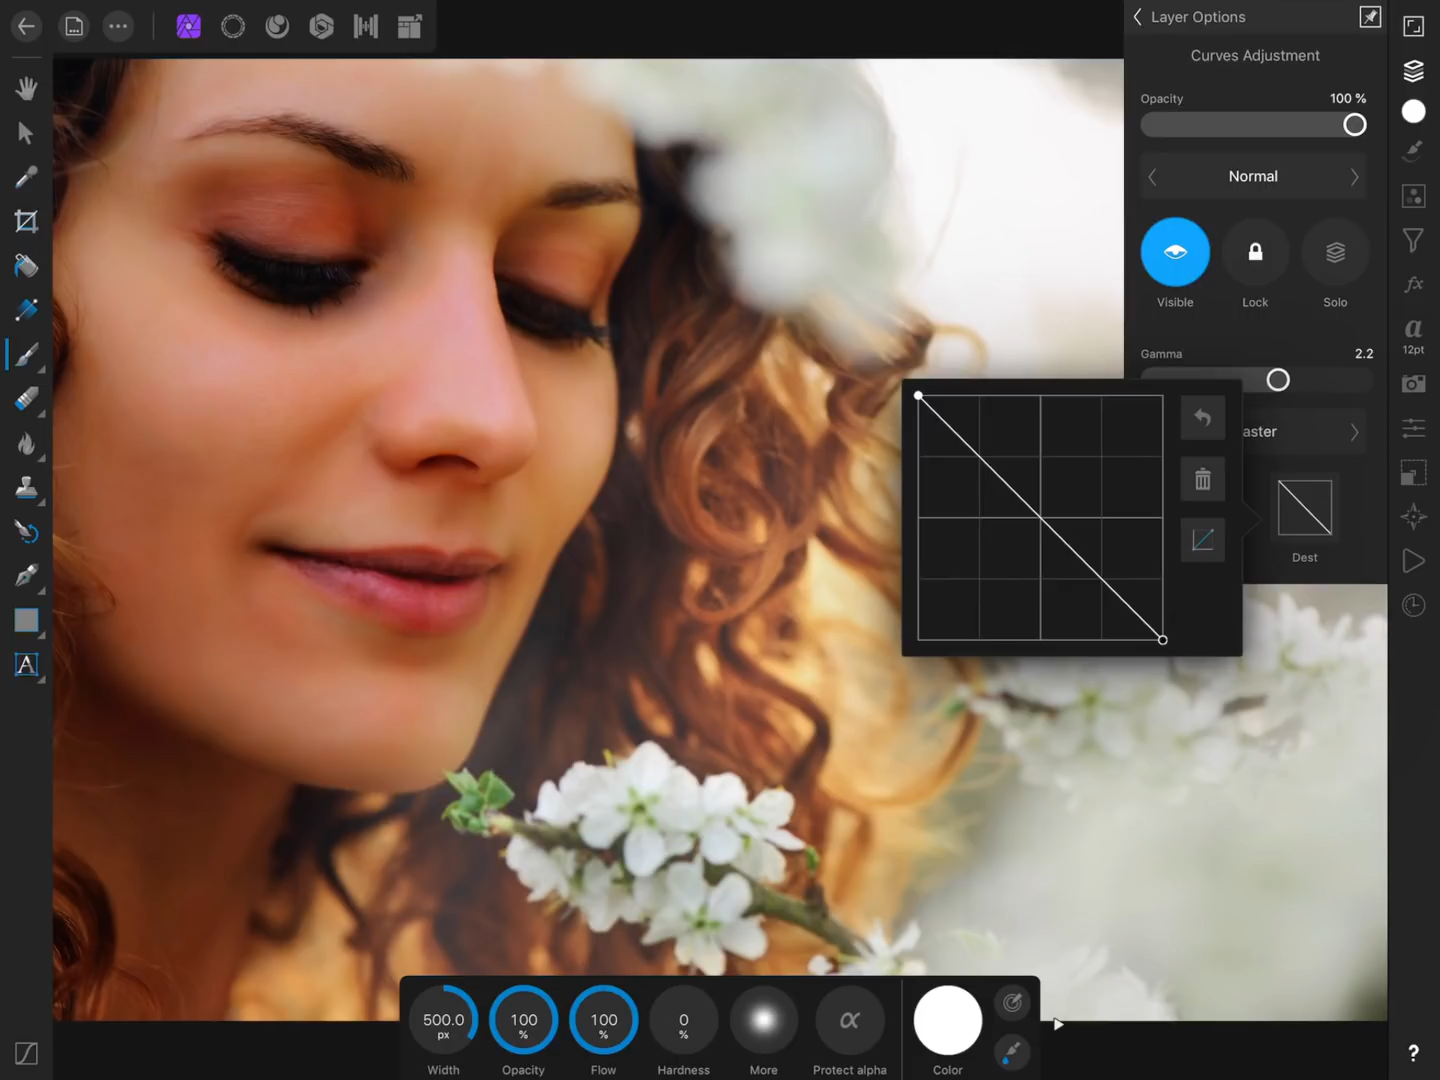 Layer Options
Curves Adjustment
Opacity 100 %
Normal
Visible Lock Solo
Gamma 2.2
aster
Dest
a
12pt
fx
A
500.0 px
100 %
100 %
0 %
α
Width Opacity Flow Hardness More Protect alpha Color
?